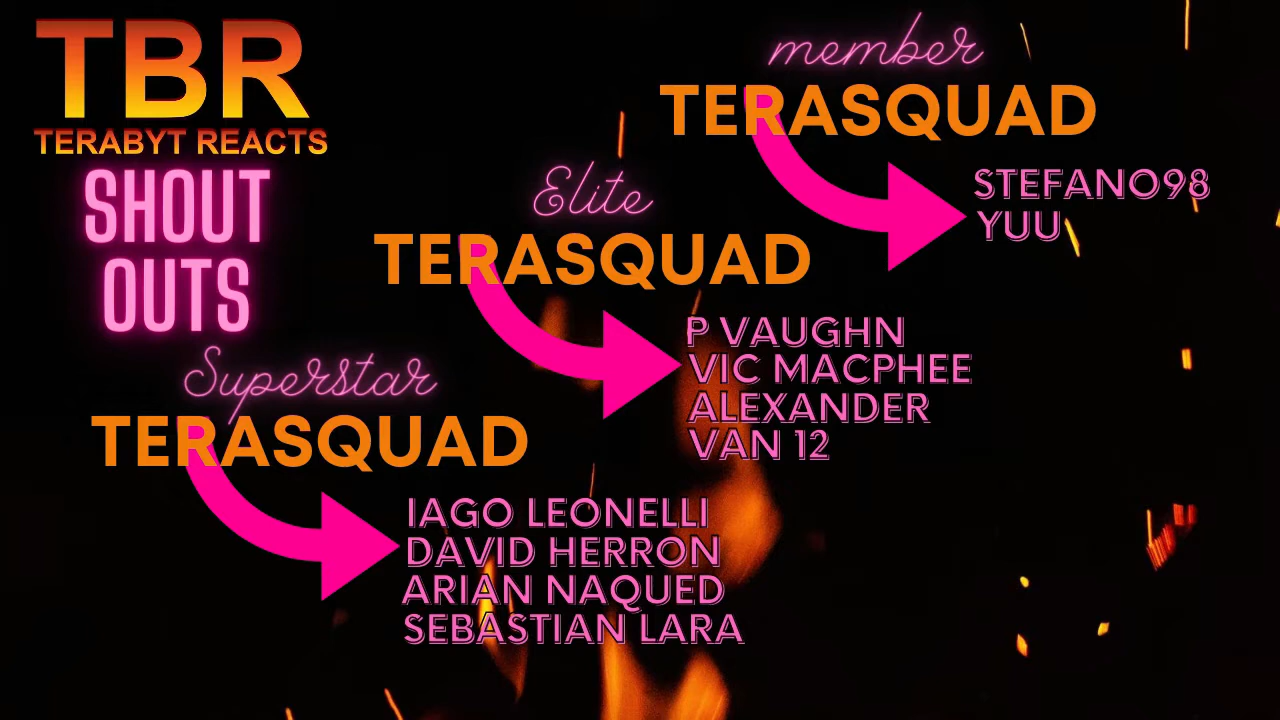 TBR
TERABYT REACTS
SHOUT
OUTS
member
TERASQUAD
STEFANO98
YUU
Elite
TERASQUAD
P VAUGHN
VIC MACPHEE
ALEXANDER
VAN 12
Superstar
TERASQUAD
IAGO LEONELLI
DAVID HERRON
ARIAN NAQUED
SEBASTIAN LARA